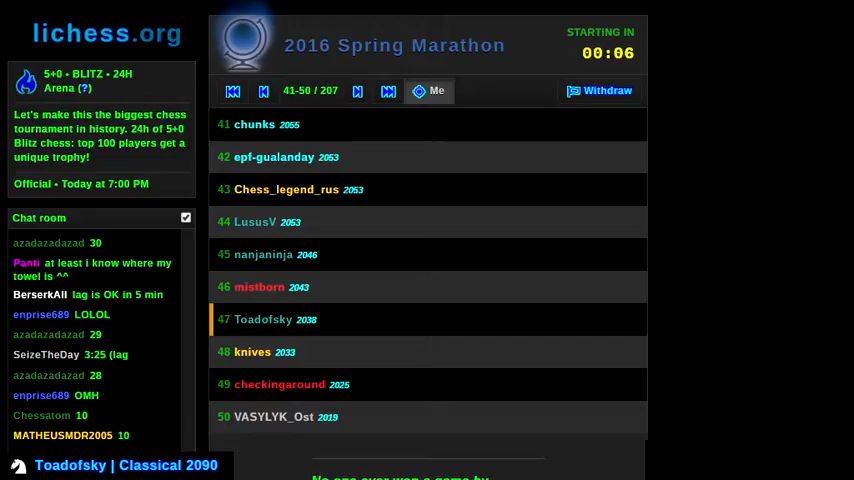 lichess.org
5+0 • BLITZ • 24H
Arena (?)
Let's make this the biggest chess
tournament in history. 24h of 5+0
Blitz chess: top 100 players get a
unique trophy!
Official • Today at 7:00 PM
Chat room
azadazadazad 30
Panti at least i know where my
towel is ^^
BerserkAll lag is OK in 5 min
enprise689 LOLOL
azadazadazad 29
SeizeTheDay 3:25 (lag
azadazadazad 28
enprise689 OMH
Chessatom 10
MATHEUSMDR2005 10
Toadofsky | Classical 2090
2016 Spring Marathon
STARTING IN
00:06
41-50 / 207
Me
Withdraw
41 chunks 2055
42 epf-gualanday 2053
43 Chess_legend_rus 2053
44 LususV 2053
45 nanjaninja 2046
46 mistborn 2043
47 Toadofsky 2038
48 knives 2033
49 checkingaround 2025
50 VASYLYK_Ost 2019
No one ever won a game by